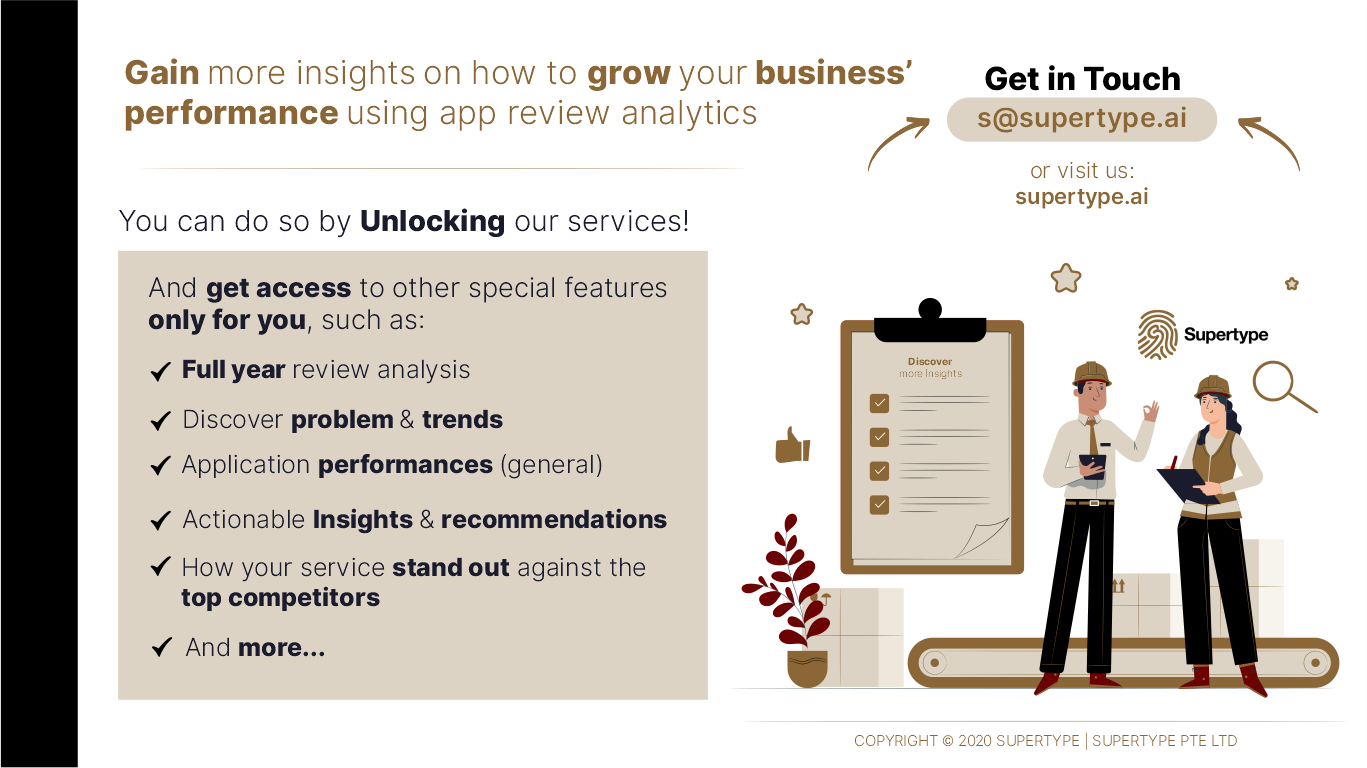 Gain more insights on how to grow your business’
performance using app review analytics
Get in Touch
s@supertype.ai
or visit us:
supertype.ai
You can do so by Unlocking our services!
And get access to other special features
only for you, such as:
Full year review analysis
Discover problem & trends
Application performances (general)
Actionable Insights & recommendations
How your service stand out against the
top competitors
And more...
Discover
more Insights
Supertype
COPYRIGHT © 2020 SUPERTYPE | SUPERTYPE PTE LTD